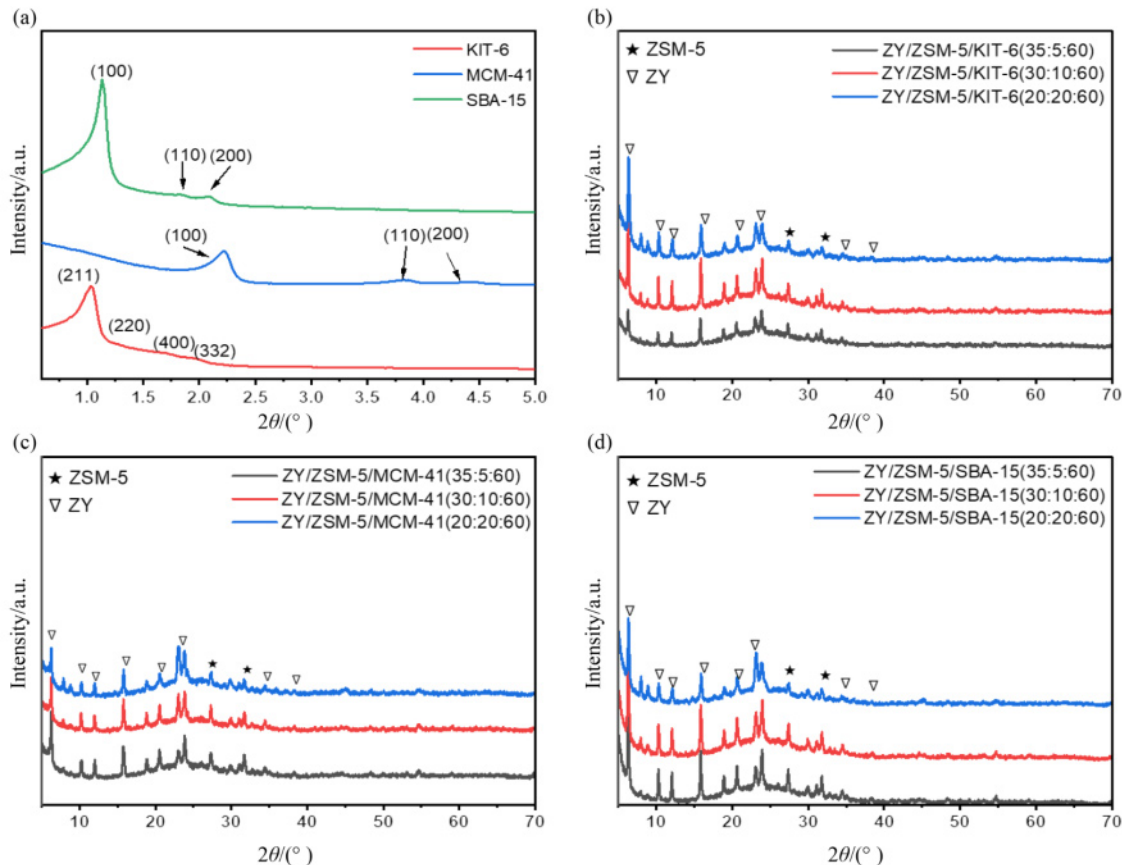 (a)
KIT-6
MCM-41
SBA-15
(100)
(110)
(200)
(100)
(110)
(200)
(211)
(220)
(400)
(332)
Intensity/a.u.
1.0 1.5 2.0 2.5 3.0 3.5 4.0 4.5 5.0
2θ/(° )
(b)
★ ZSM-5
▽ ZY
ZY/ZSM-5/KIT-6(35:5:60)
ZY/ZSM-5/KIT-6(30:10:60)
ZY/ZSM-5/KIT-6(20:20:60)
Intensity/a.u.
10 20 30 40 50 60 70
2θ/(° )
(c)
★ ZSM-5
▽ ZY
ZY/ZSM-5/MCM-41(35:5:60)
ZY/ZSM-5/MCM-41(30:10:60)
ZY/ZSM-5/MCM-41(20:20:60)
Intensity/a.u.
10 20 30 40 50 60 70
2θ/(° )
(d)
★ ZSM-5
▽ ZY
ZY/ZSM-5/SBA-15(35:5:60)
ZY/ZSM-5/SBA-15(30:10:60)
ZY/ZSM-5/SBA-15(20:20:60)
Intensity/a.u.
10 20 30 40 50 60 70
2θ/(° )